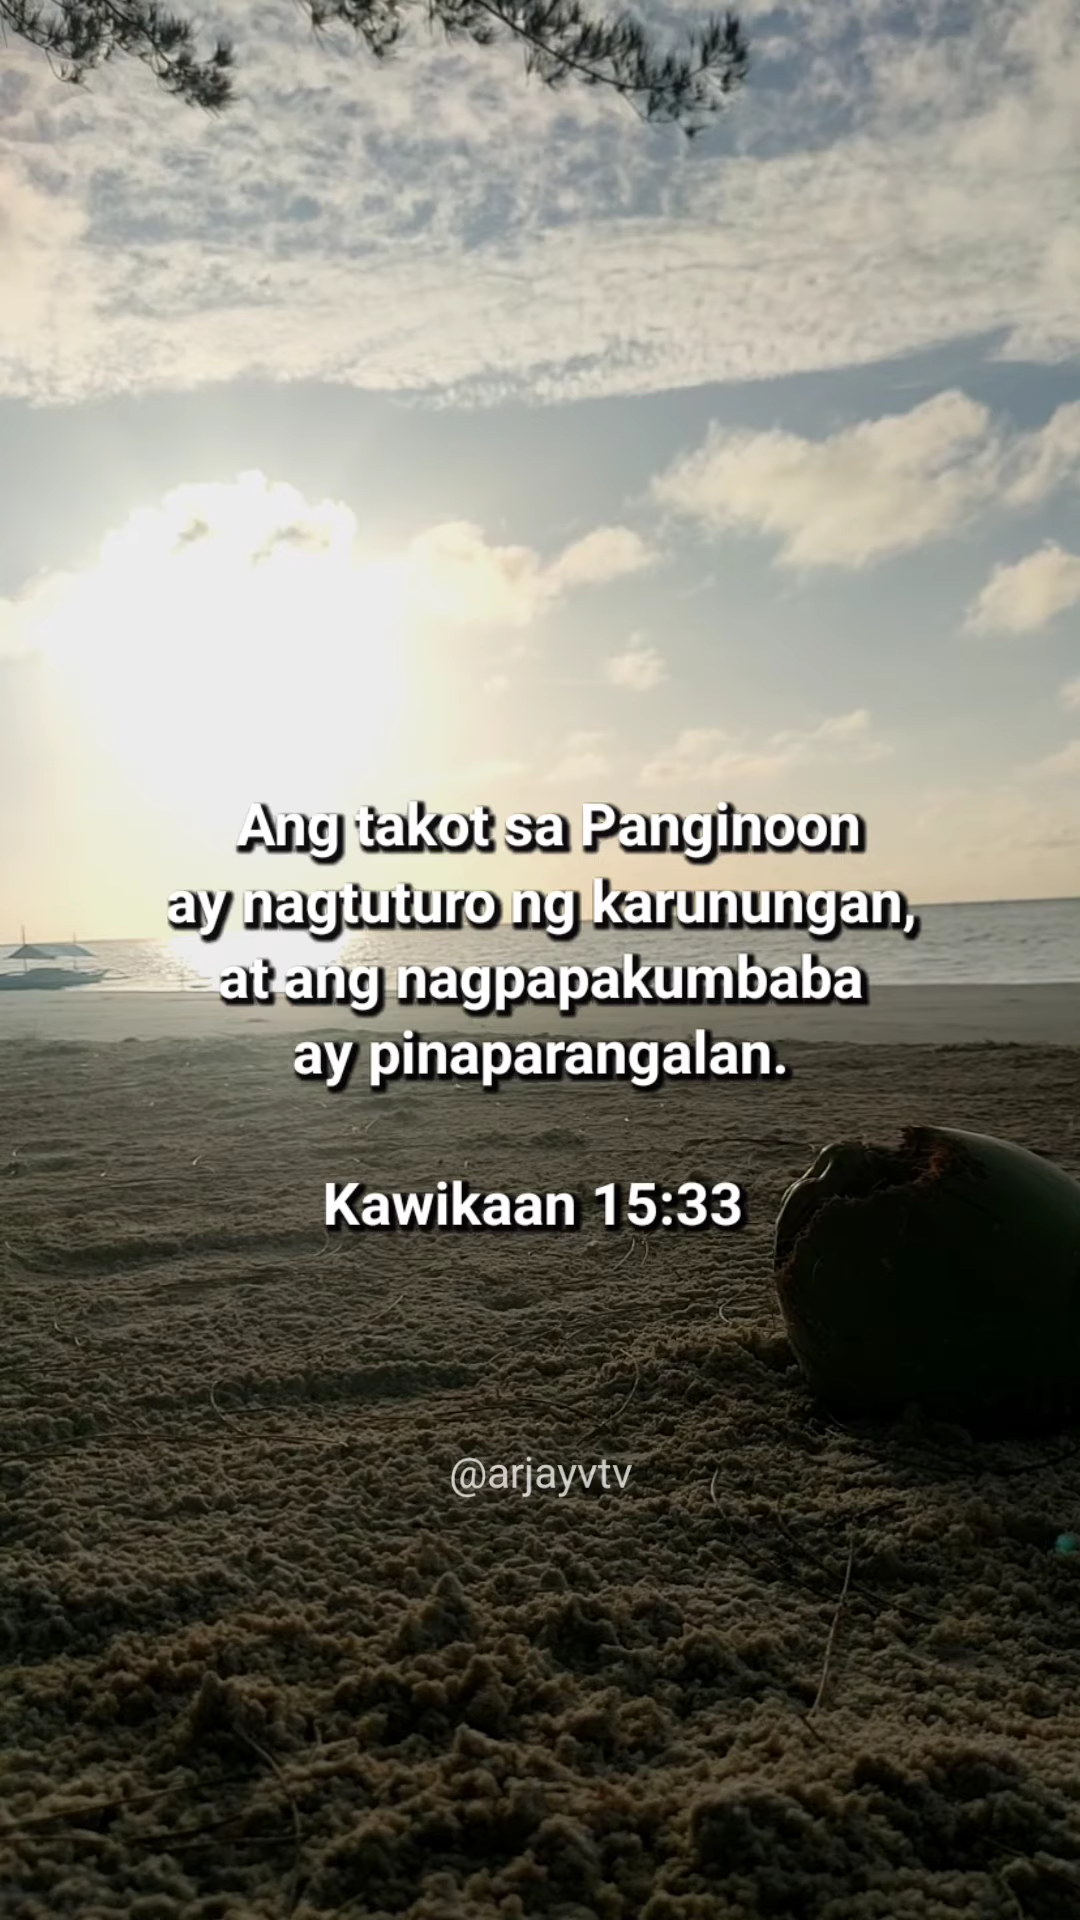 Ang takot sa Panginoon
ay nagtuturo ng karunungan,
at ang nagpapakumbaba
ay pinaparangalan.
Kawikaan 15:33
@arjayvtv